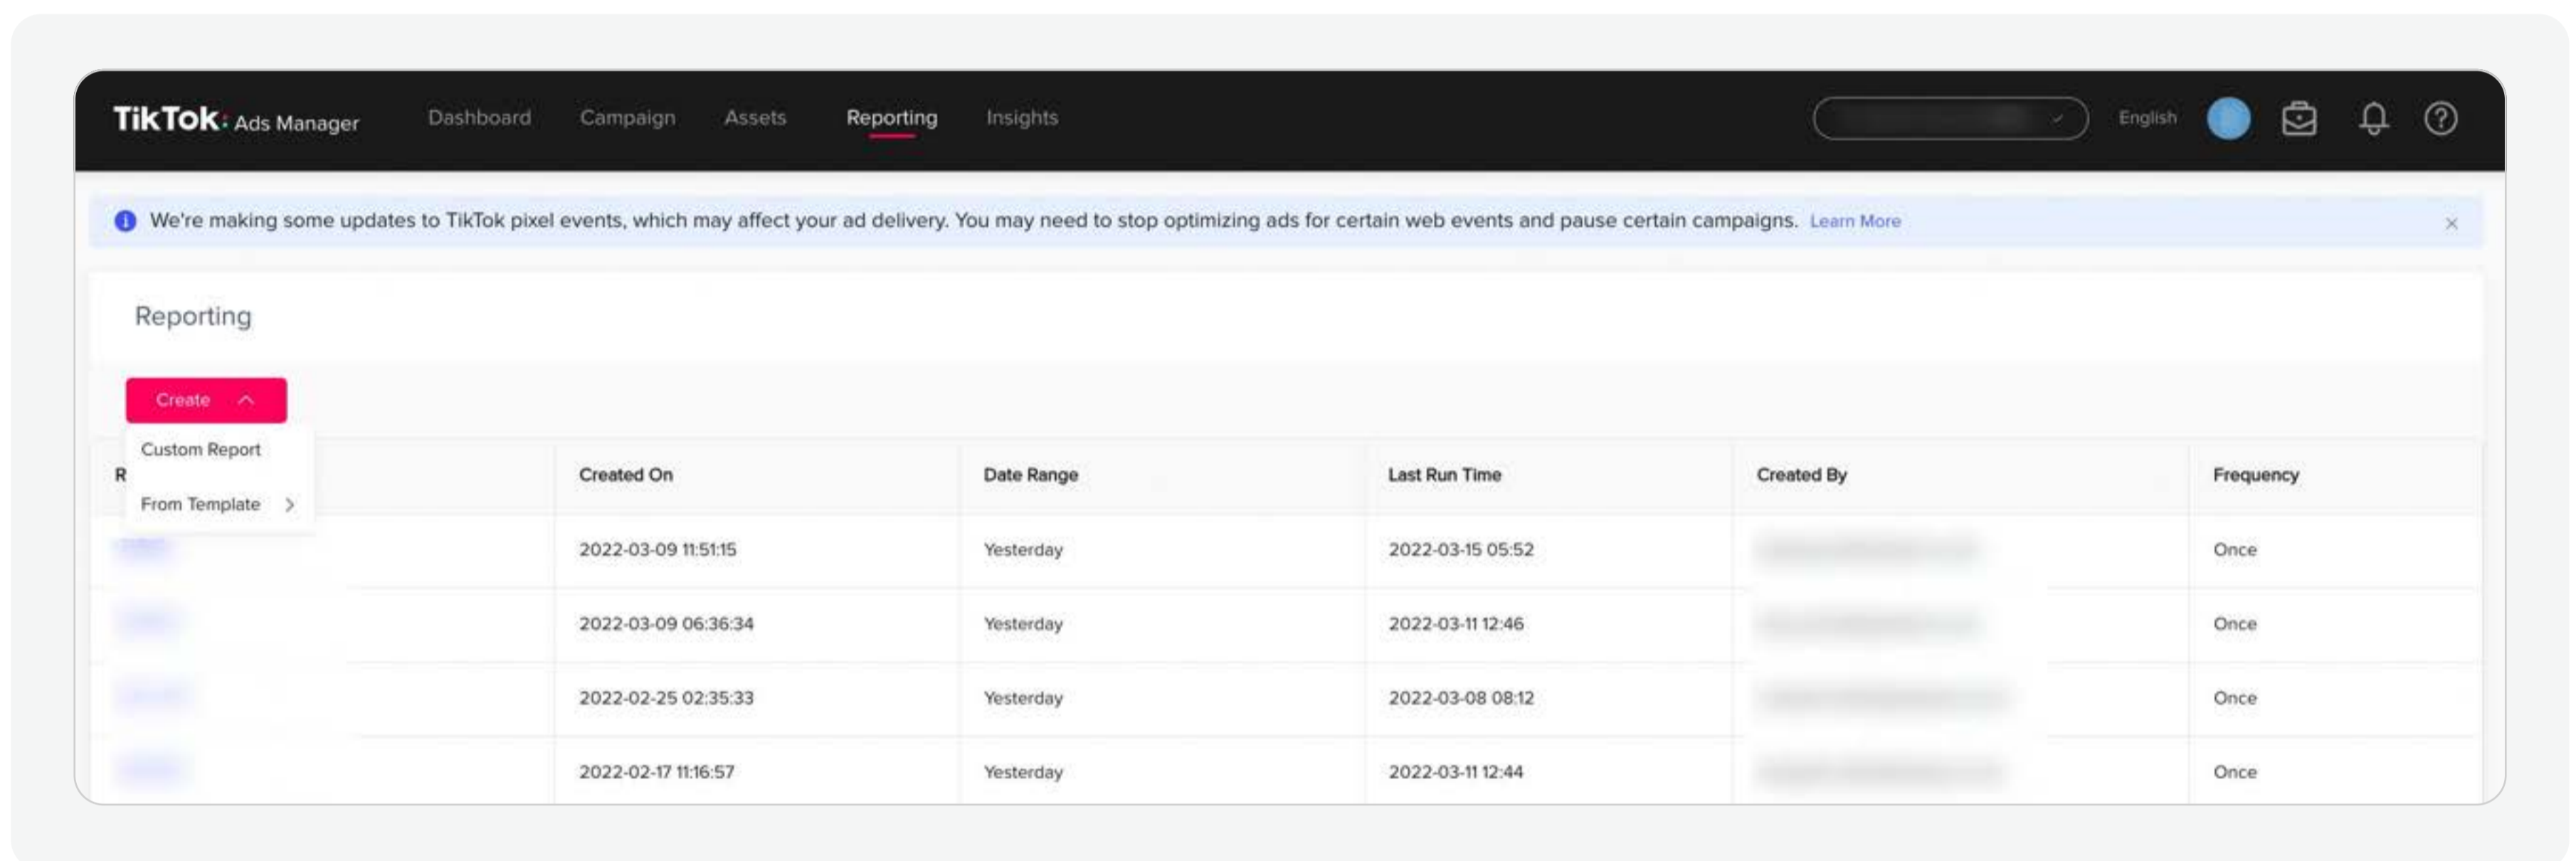 TikTok: Ads Manager Dashboard Campaign Assets Reporting Insights English
We're making some updates to TikTok pixel events, which may affect your ad delivery. You may need to stop optimizing ads for certain web events and pause certain campaigns. Learn More
Reporting
Create
Custom Report
From Template
R Created On Date Range Last Run Time Created By Frequency
2022-03-09 11:51:15 Yesterday 2022-03-15 05:52 Once
2022-03-09 06:36:34 Yesterday 2022-03-11 12:46 Once
2022-02-25 02:35:33 Yesterday 2022-03-08 08:12 Once
2022-02-17 11:16:57 Yesterday 2022-03-11 12:44 Once